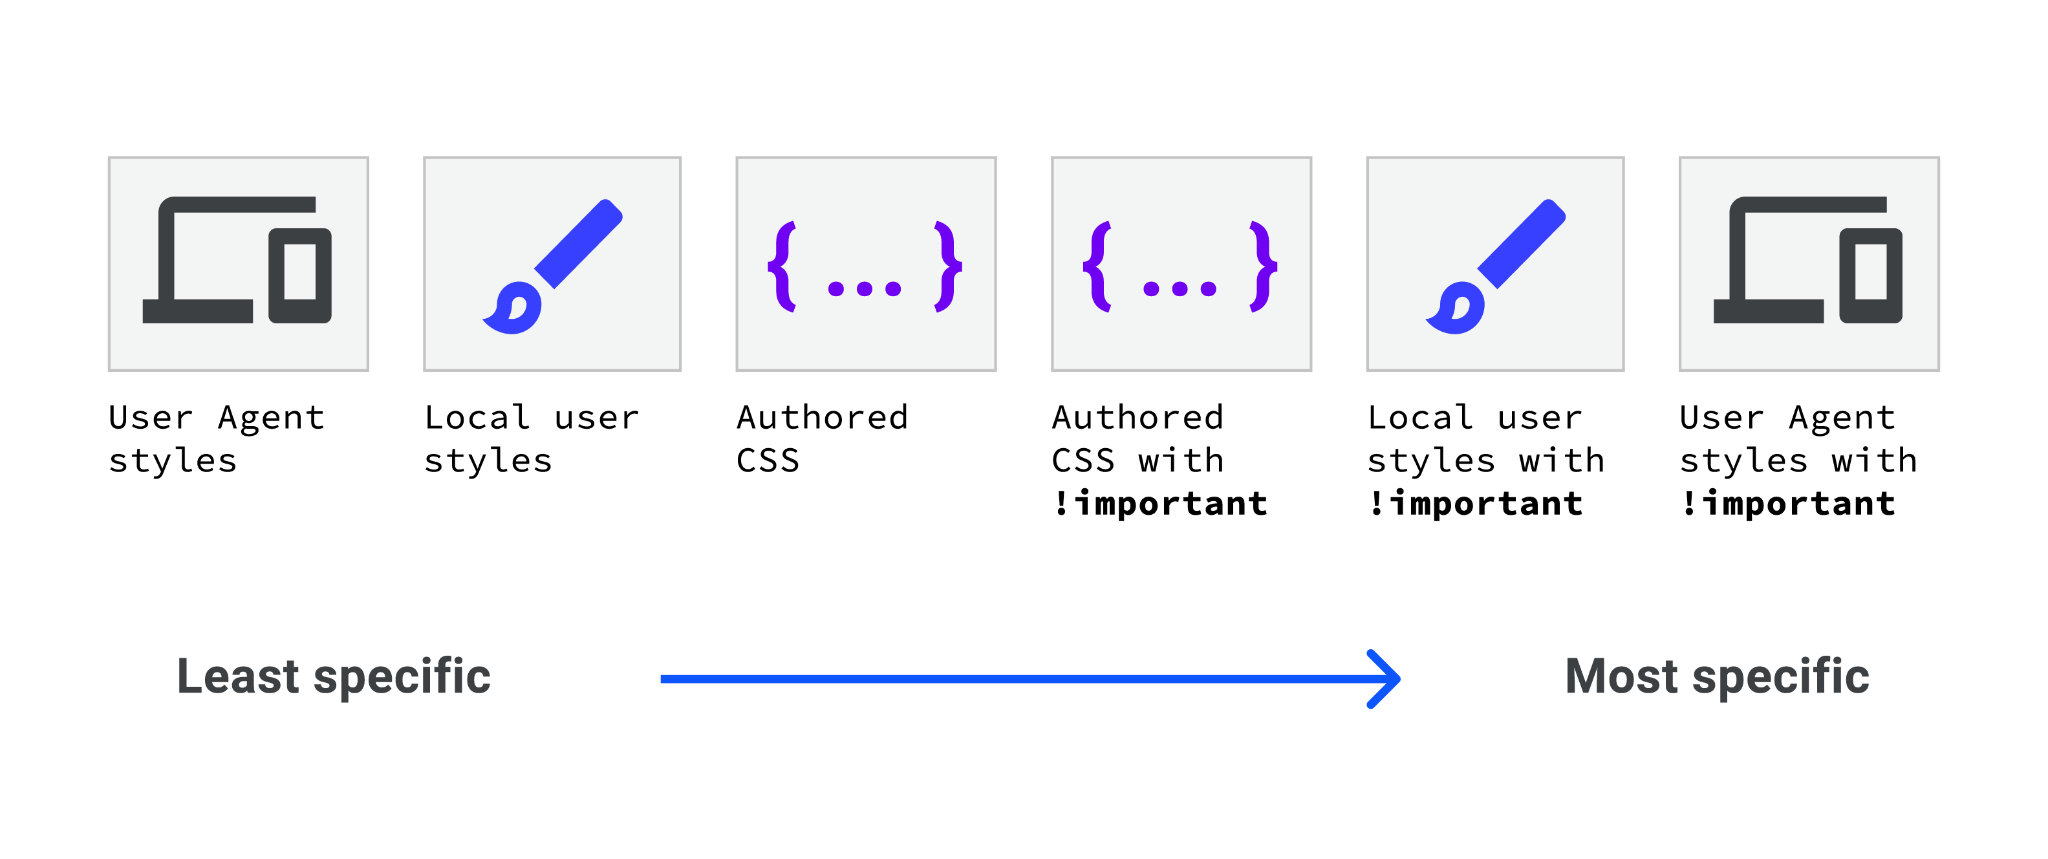 { ... }
{ ... }
User Agent
styles
Local user
styles
Authored
CSS
Authored
CSS with
!important
Local user
styles with
!important
User Agent
styles with
!important
Least specific
Most specific